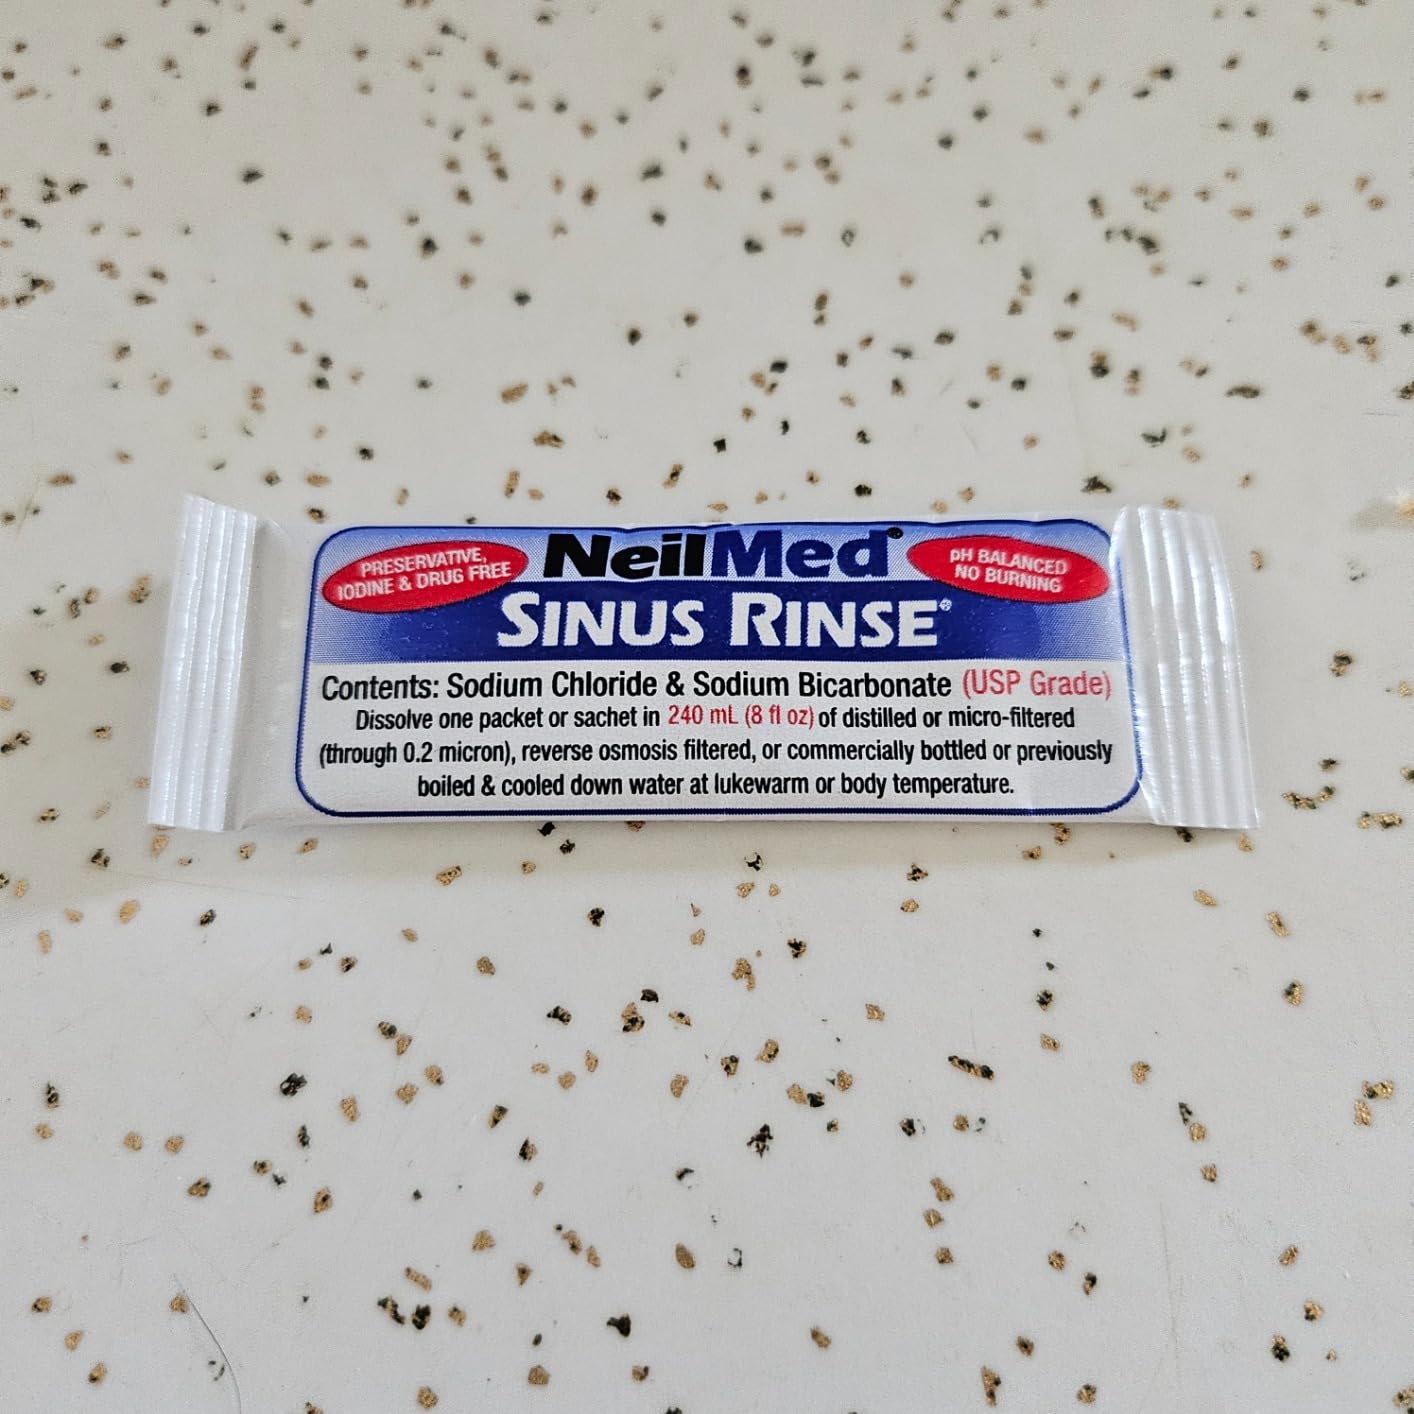 PRESERVATIVE,
IODINE & DRUG FREE
NeilMed®
pH BALANCED
NO BURNING
SINUS RINSE®
Contents: Sodium Chloride & Sodium Bicarbonate (USP Grade)
Dissolve one packet or sachet in 240 mL (8 fl oz) of distilled or micro-filtered
(through 0.2 micron), reverse osmosis filtered, or commercially bottled or previously
boiled & cooled down water at lukewarm or body temperature.